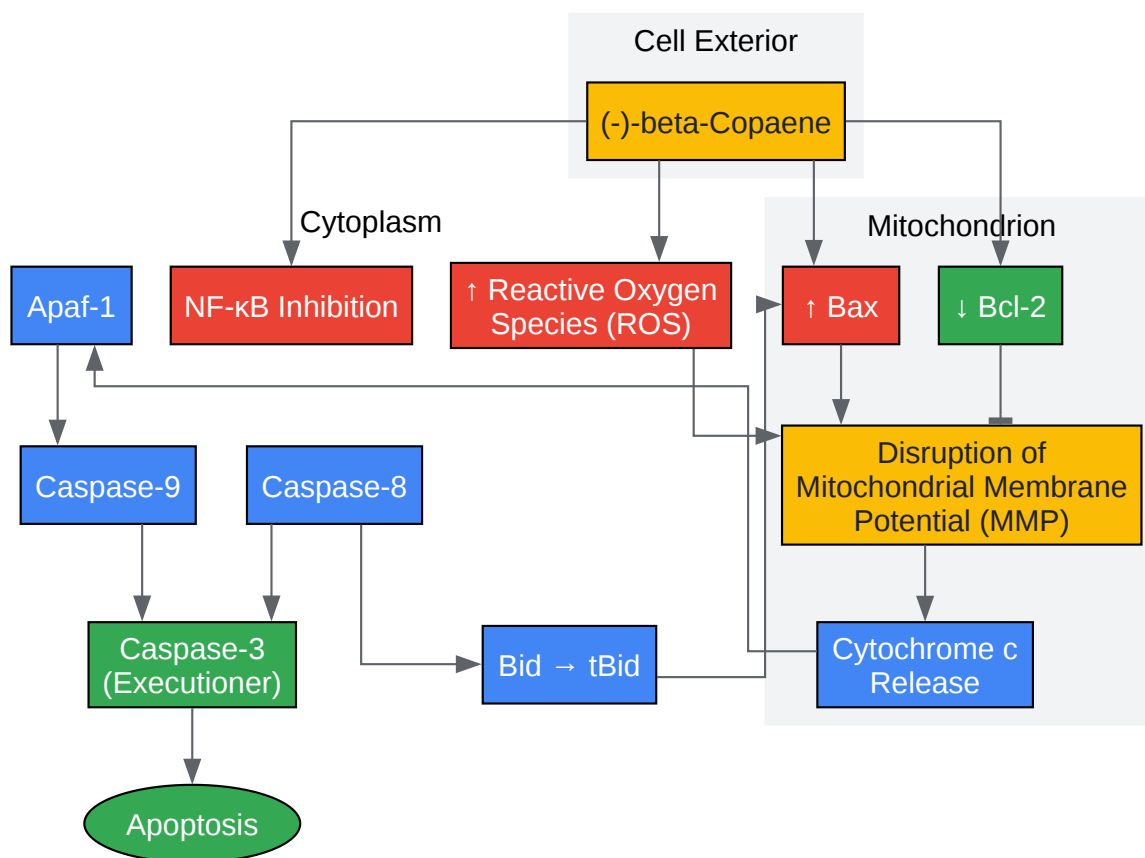 Cell Exterior
(-)-beta-Copaene
Cytoplasm
Mitochondrion
Apaf-1
NF-κB Inhibition
↑ Reactive Oxygen
Species (ROS)
↑ Bax
↓ Bcl-2
Caspase-9
Caspase-8
Disruption of
Mitochondrial Membrane
Potential (MMP)
Caspase-3
(Executioner)
Bid → tBid
Cytochrome c
Release
Apoptosis